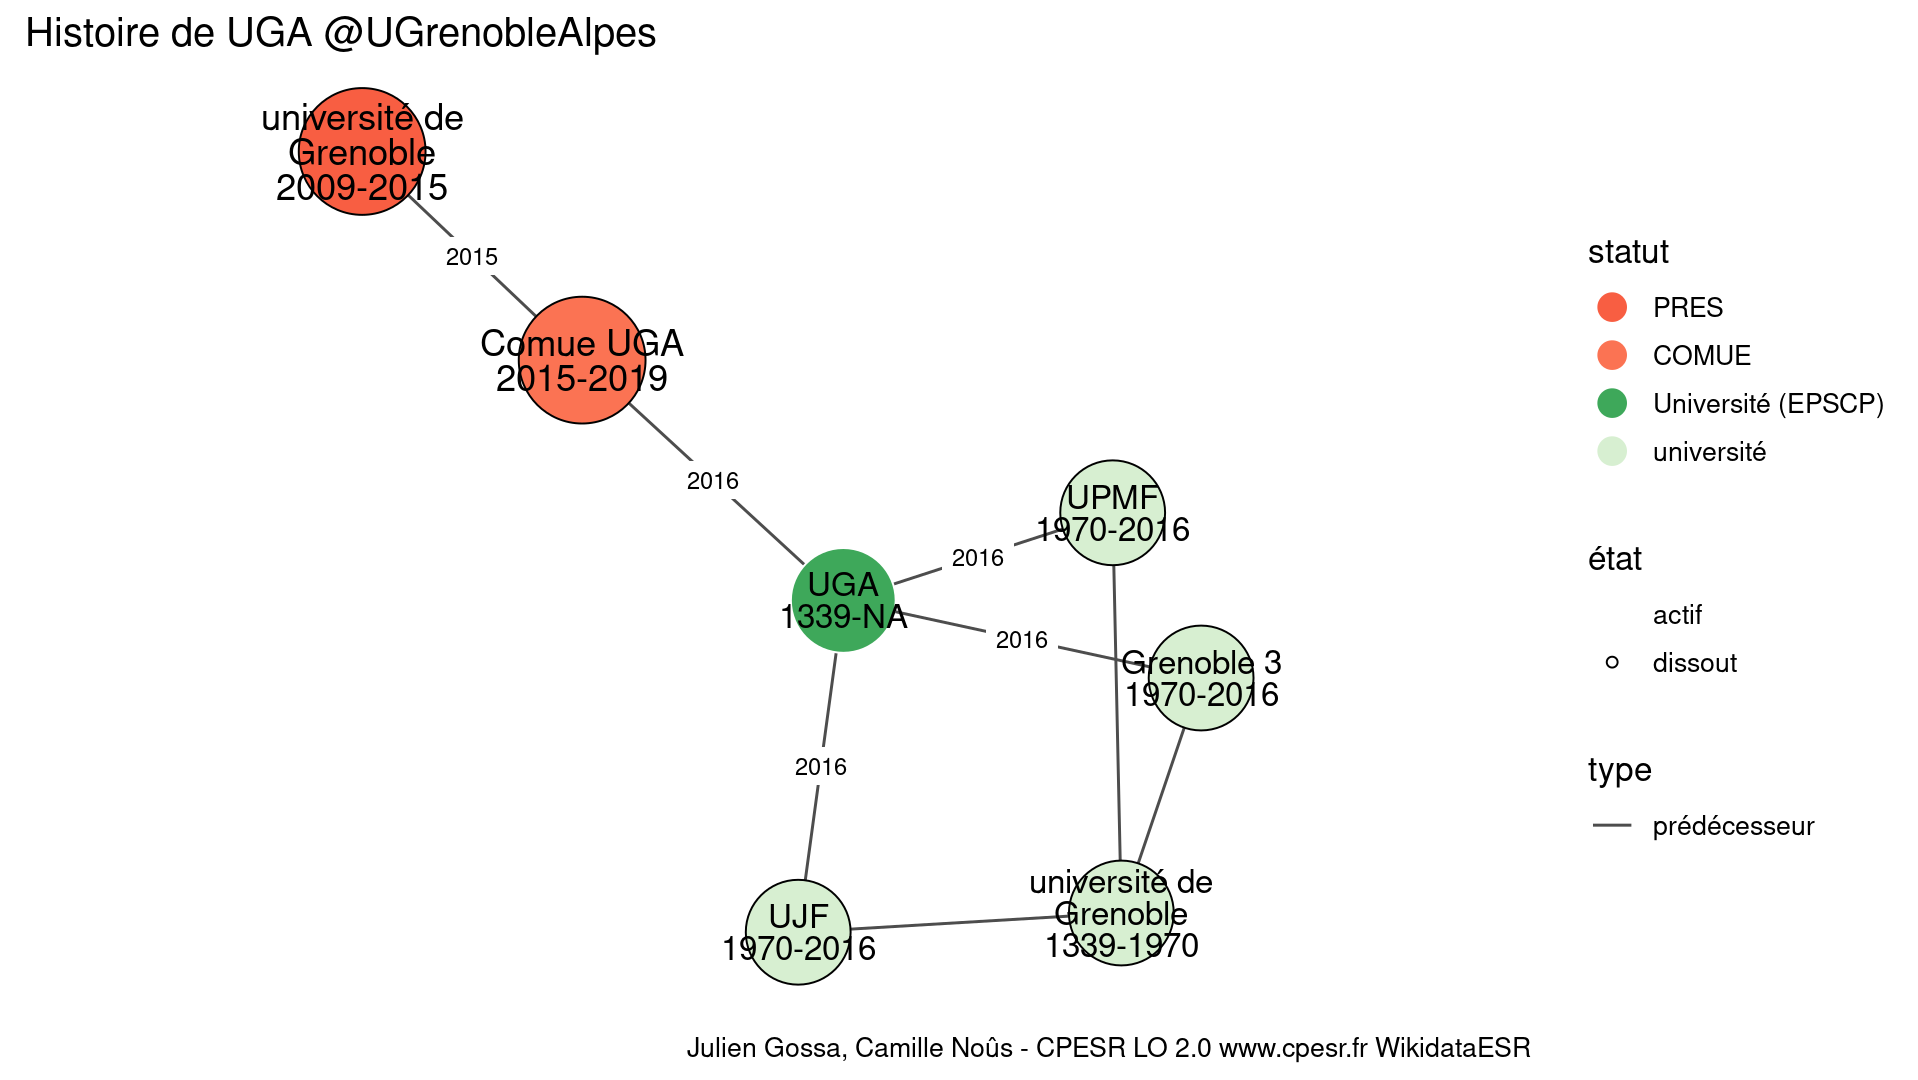 Histoire de UGA @UGrenobleAlpes
université de
Grenoble
2009-2015
2015
Comue UGA
2015-2019
2016
UGA
1339-NA
2016
UPMF
1970-2016
2016
Grenoble 3
1970-2016
2016
UJF
1970-2016
université de
Grenoble
1339-1970
statut
PRES
COMUE
Université (EPSCP)
université
état
actif
dissout
type
prédécesseur
Julien Gossa, Camille Noûs - CPESR LO 2.0 www.cpesr.fr WikidataESR